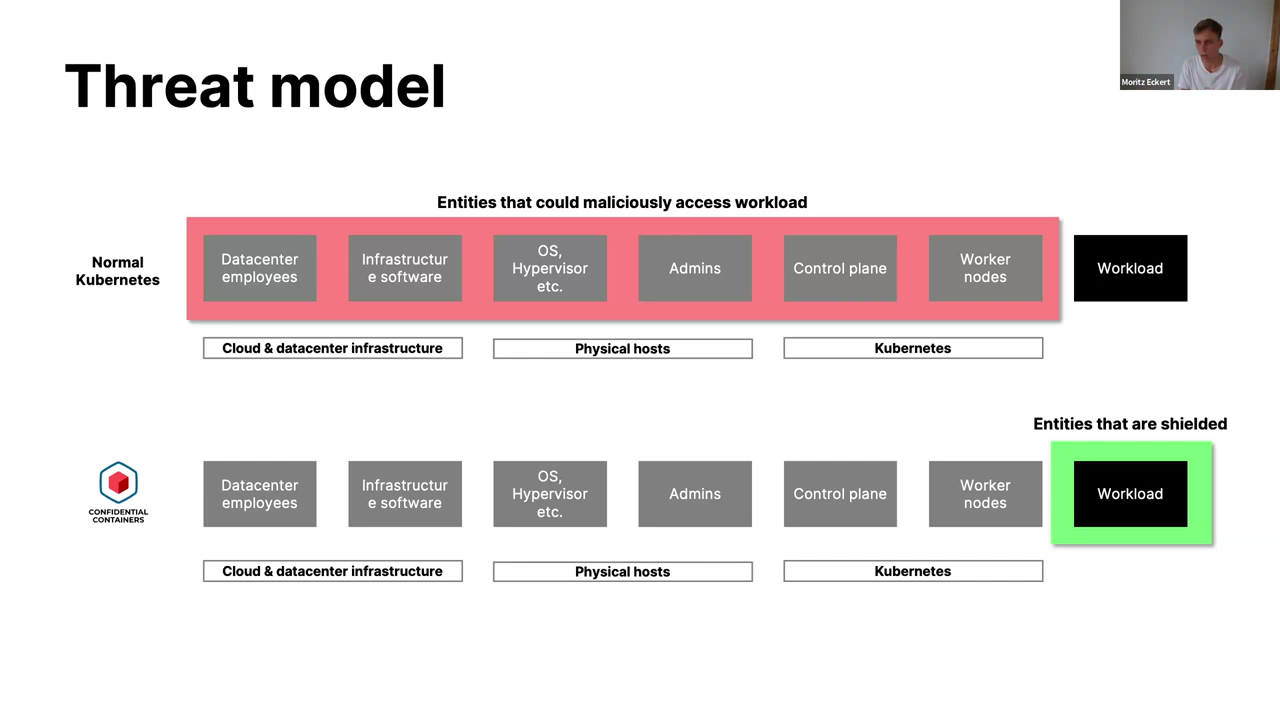 Threat model
Moritz Eckert
Entities that could maliciously access workload
Normal
Kubernetes
Datacenter
employees
Infrastructur
e software
OS,
Hypervisor
etc.
Admins
Control plane
Worker
nodes
Workload
Cloud & datacenter infrastructure
Physical hosts
Kubernetes
Entities that are shielded
CONFIDENTIAL
CONTAINERS
Datacenter
employees
Infrastructur
e software
OS,
Hypervisor
etc.
Admins
Control plane
Worker
nodes
Workload
Cloud & datacenter infrastructure
Physical hosts
Kubernetes